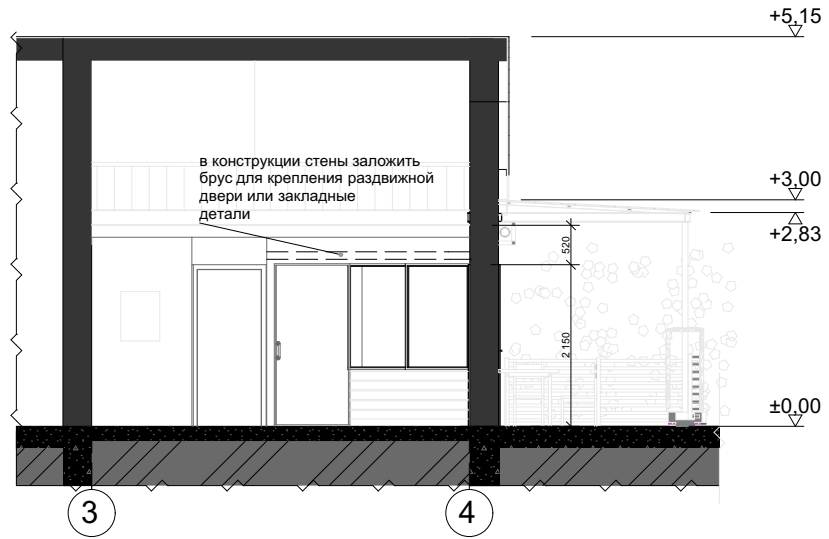 +5,15
в конструкции стены заложить
брус для крепления раздвижной
двери или закладные
детали
+3,00
+2,83
520
2 150
±0,00
3
4